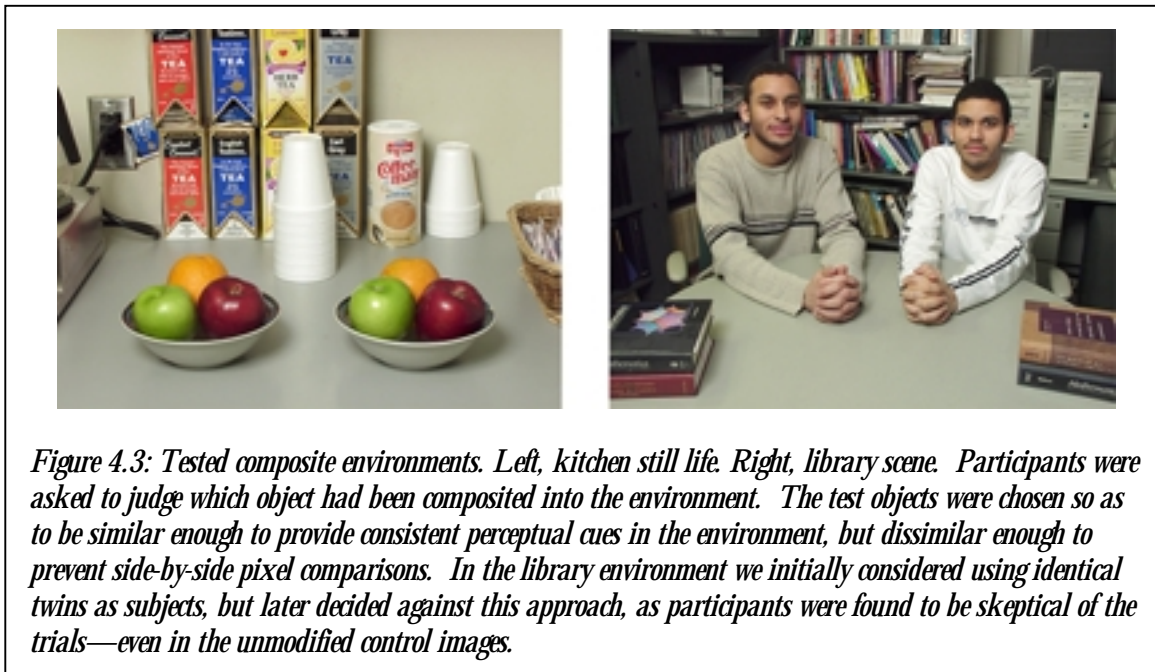 TEA
TEA
HERB
TEA
TEA
TEA
TEA
Coffee-
mate
Figure 4.3: Tested composite environments. Left, kitchen still life. Right, library scene. Participants were
asked to judge which object had been composited into the environment. The test objects were chosen so as
to be similar enough to provide consistent perceptual cues in the environment, but dissimilar enough to
prevent side-by-side pixel comparisons. In the library environment we initially considered using identical
twins as subjects, but later decided against this approach, as participants were found to be skeptical of the
trials—even in the unmodified control images.